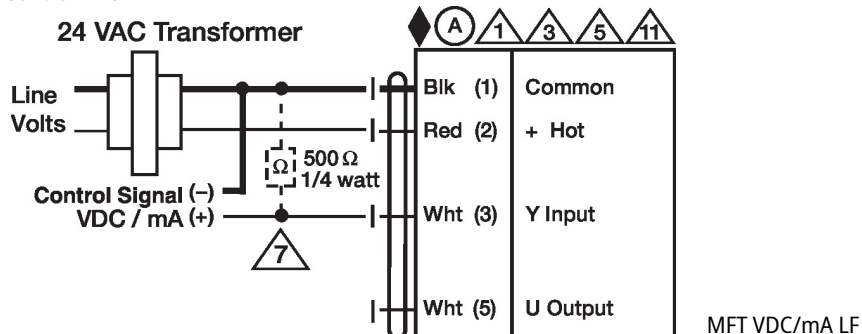 24 VAC Transformer
A 1 3 5 11
Line
Volts
Blk (1) Common
Red (2) + Hot
Ω 500 Ω
1/4 watt
Control Signal (–)
VDC / mA (+)
Wht (3) Y Input
7
Wht (5) U Output
MFT VDC/mA LF